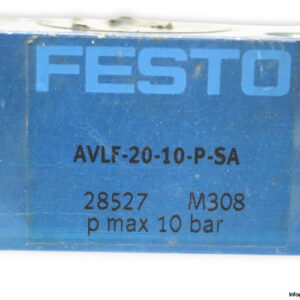 FESTO
AVLF-20-10-P-SA
28527 M308
p max 10 bar